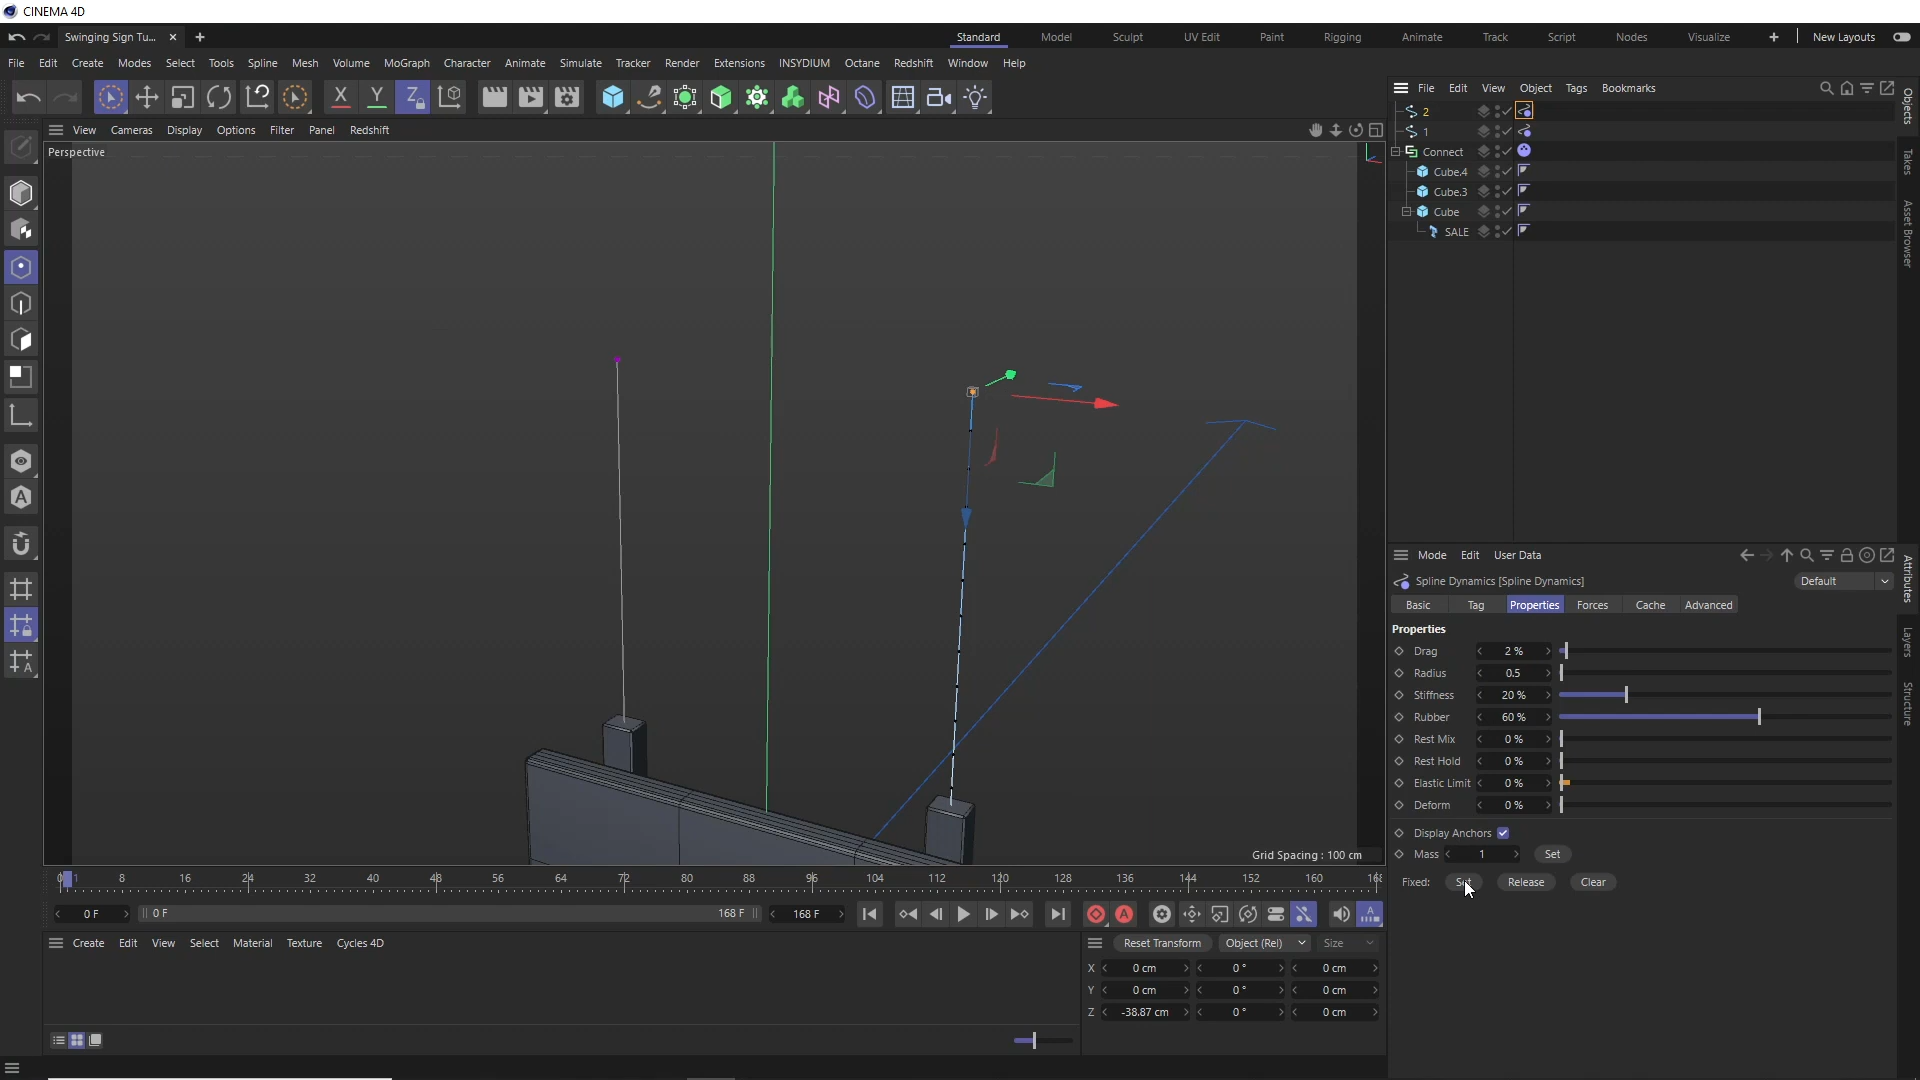 CINEMA 4D
Swinging Sign Tu... × +
Standard Model Sculpt UV Edit Paint Rigging Animate Track Script Nodes Visualize + New Layouts
File Edit Create Modes Select Tools Spline Mesh Volume MoGraph Character Animate Simulate Tracker Render Extensions INSYDIUM Octane Redshift Window Help
X Y Z
File Edit View Object Tags Bookmarks
View Cameras Display Options Filter Panel Redshift
Perspective
2
1
Connect
Cube.4
Cube.3
Cube
SALE
Objects
Takes
Asset Browser
Mode Edit User Data
Spline Dynamics [Spline Dynamics] Default
Basic Tag Properties Forces Cache Advanced
Properties
Drag 2 %
Radius 0.5
Stiffness 20 %
Rubber 60 %
Rest Mix 0 %
Rest Hold 0 %
Elastic Limit 0 %
Deform 0 %
Display Anchors
Mass 1 Set
Fixed: Set Release Clear
Attributes
Layers
Structure
Grid Spacing : 100 cm
8 16 24 32 40 48 56 64 72 80 88 96 104 112 120 128 136 144 152 160
0 F 0 F 168 F 168 F
Create Edit View Select Material Texture Cycles 4D
Reset Transform Object (Rel) Size
X 0 cm 0 ° 0 cm
Y 0 cm 0 ° 0 cm
Z -38.87 cm 0 ° 0 cm